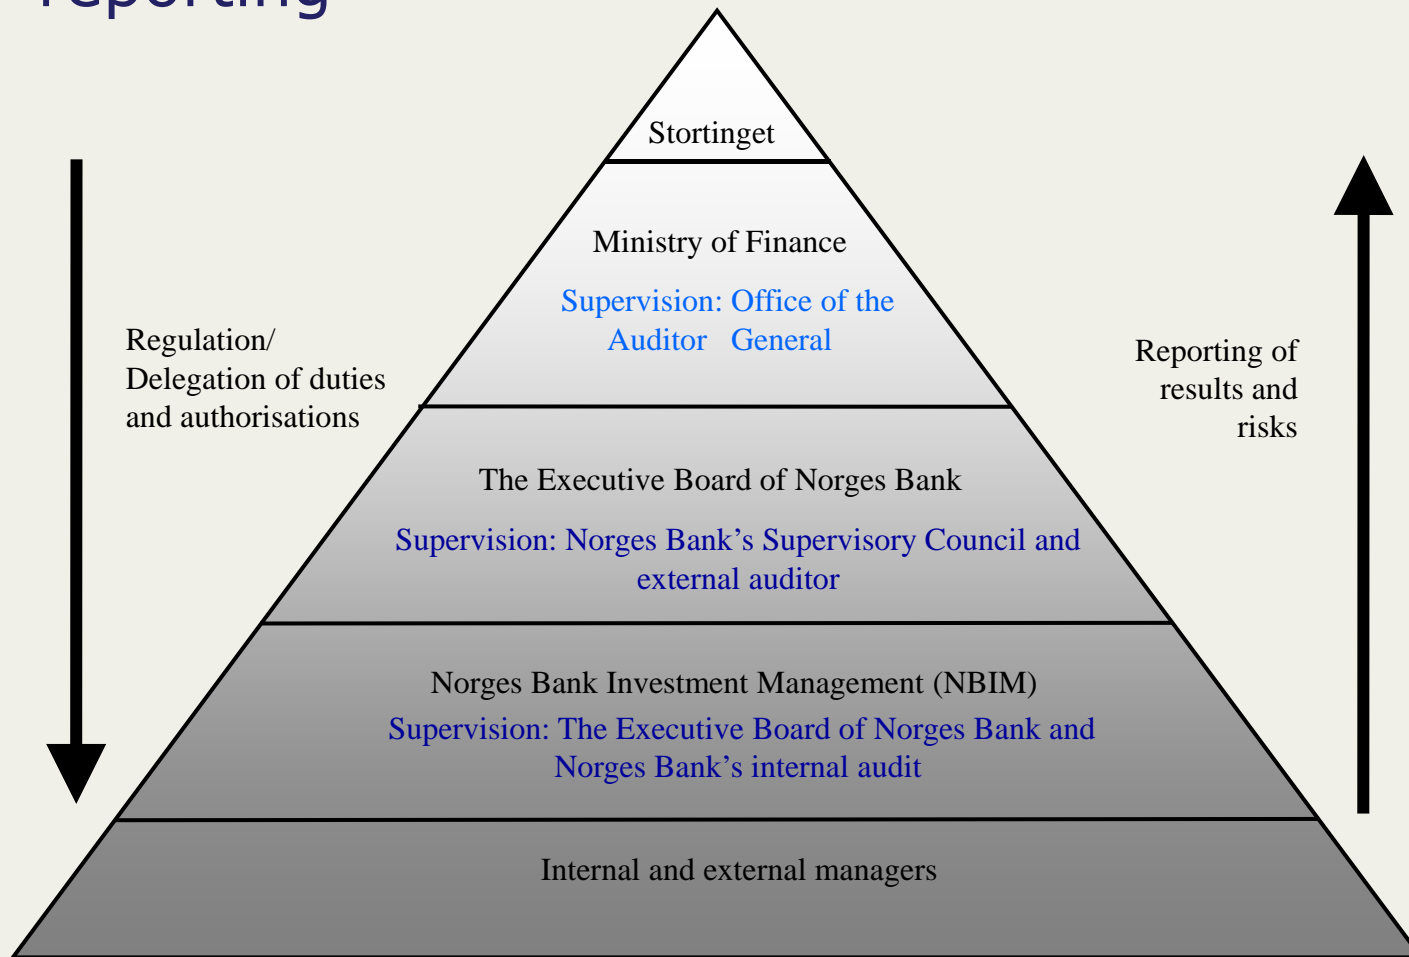 reporting
Stortinget
Ministry of Finance
Supervision: Office of the
Auditor General
Regulation/
Delegation of duties
and authorisations
Reporting of
results and
risks
The Executive Board of Norges Bank
Supervision: Norges Bank’s Supervisory Council and
external auditor
Norges Bank Investment Management (NBIM)
Supervision: The Executive Board of Norges Bank and
Norges Bank’s internal audit
Internal and external managers